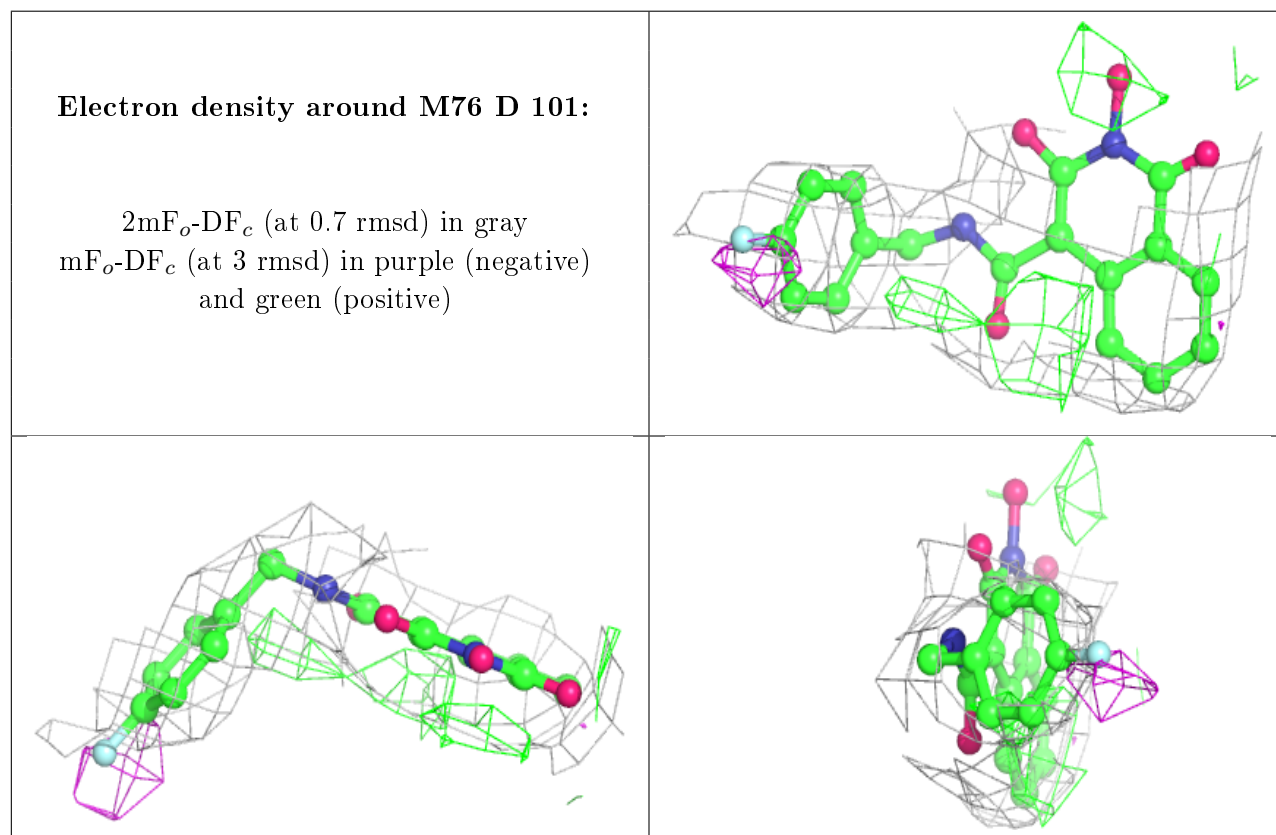 Electron density around M76 D 101:
2mFo-DFc (at 0.7 rmsd) in gray
mFo-DFc (at 3 rmsd) in purple (negative)
and green (positive)